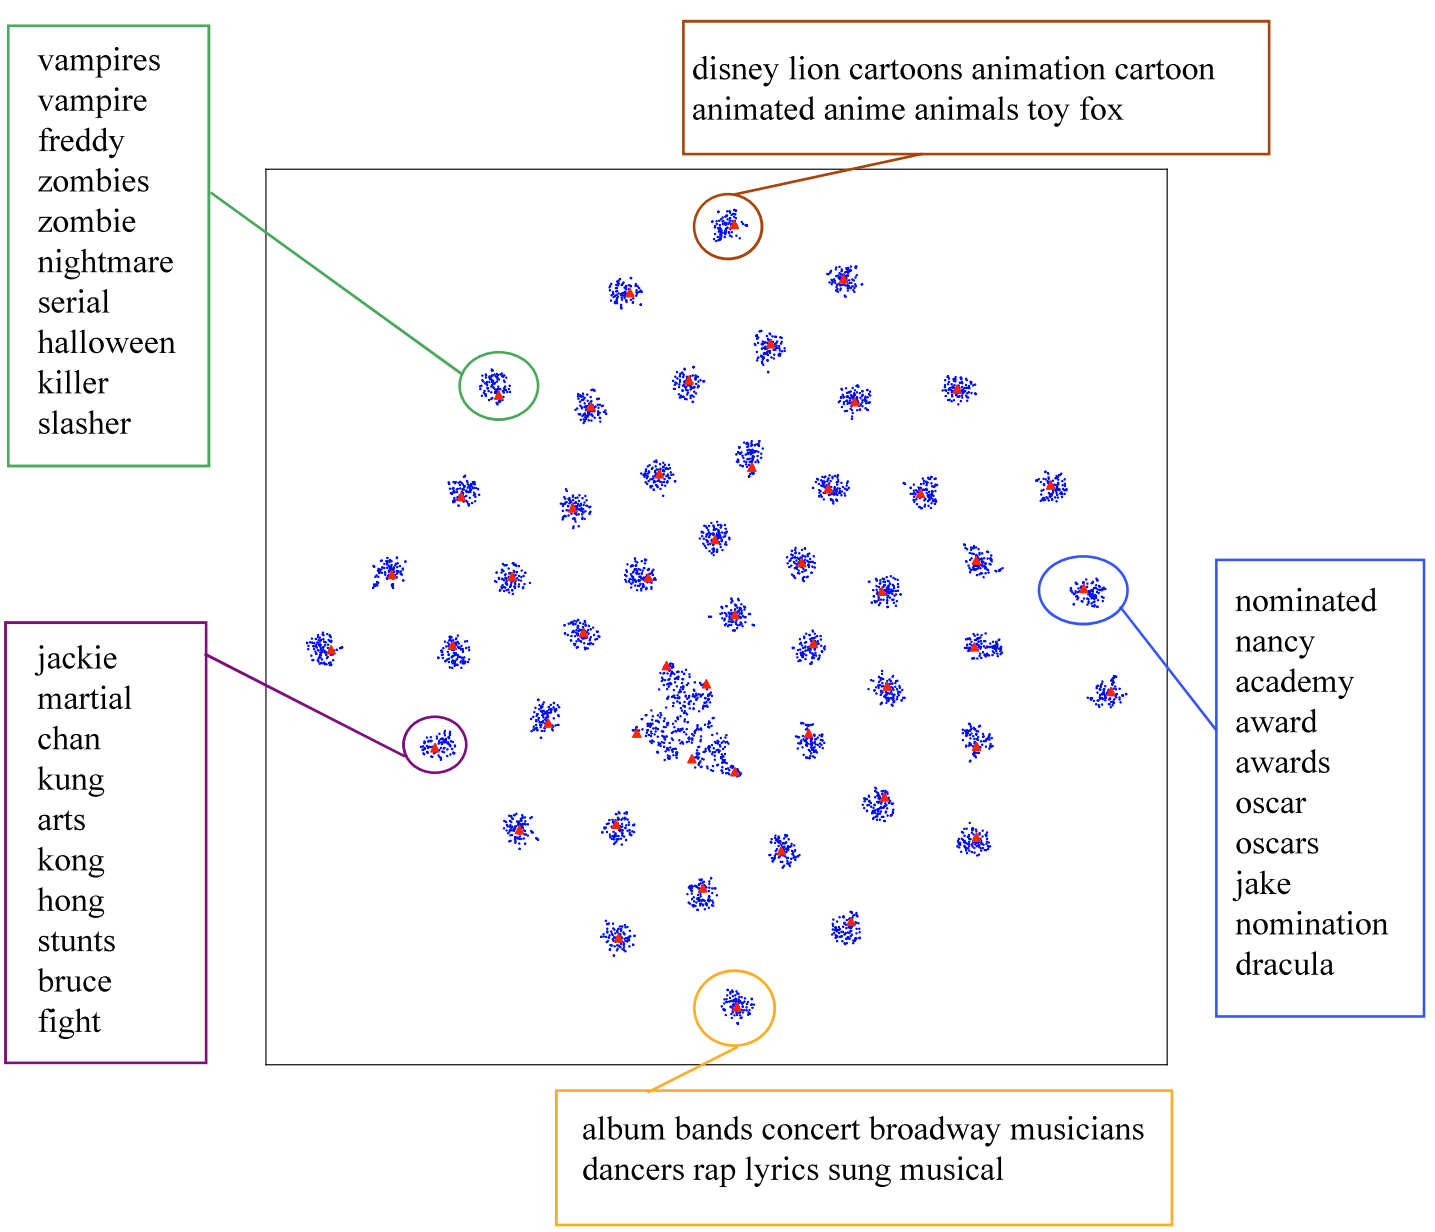 vampires
vampire
freddy
zombies
zombie
nightmare
serial
halloween
killer
slasher
disney lion cartoons animation cartoon
animated anime animals toy fox
jackie
martial
chan
kung
arts
kong
hong
stunts
bruce
fight
nominated
nancy
academy
award
awards
oscar
oscars
jake
nomination
dracula
album bands concert broadway musicians
dancers rap lyrics sung musical